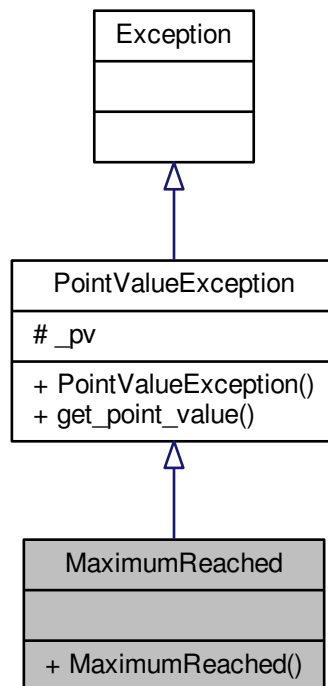 Exception
PointValueException
# _pv
+ PointValueException()
+ get_point_value()
MaximumReached
+ MaximumReached()